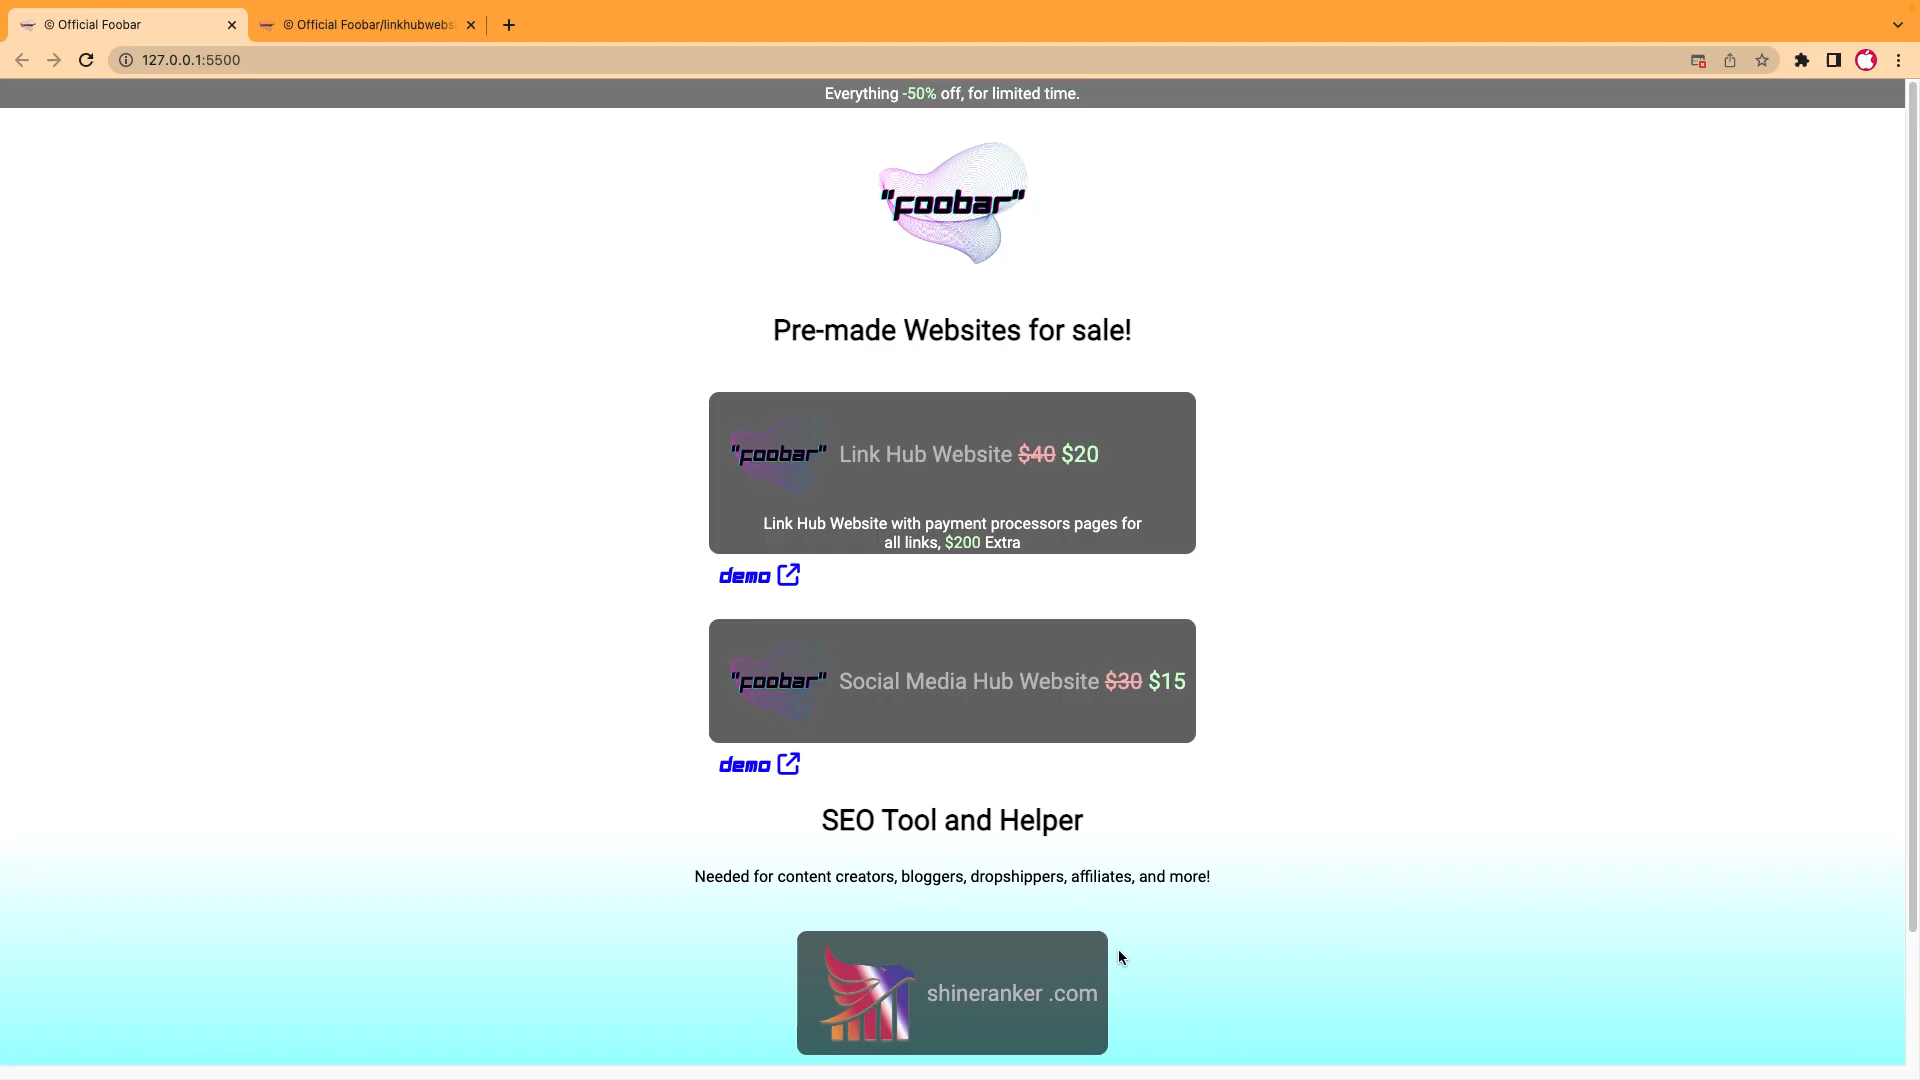 © Official Foobar
© Official Foobar/linkhubwebs
127.0.0.1:5500
Everything -50% off, for limited time.
"foobar"
Pre-made Websites for sale!
"foobar" Link Hub Website $40 $20
Link Hub Website with payment processors pages for
all links, $200 Extra
demo
"foobar" Social Media Hub Website $30 $15
demo
SEO Tool and Helper
Needed for content creators, bloggers, dropshippers, affiliates, and more!
shineranker .com